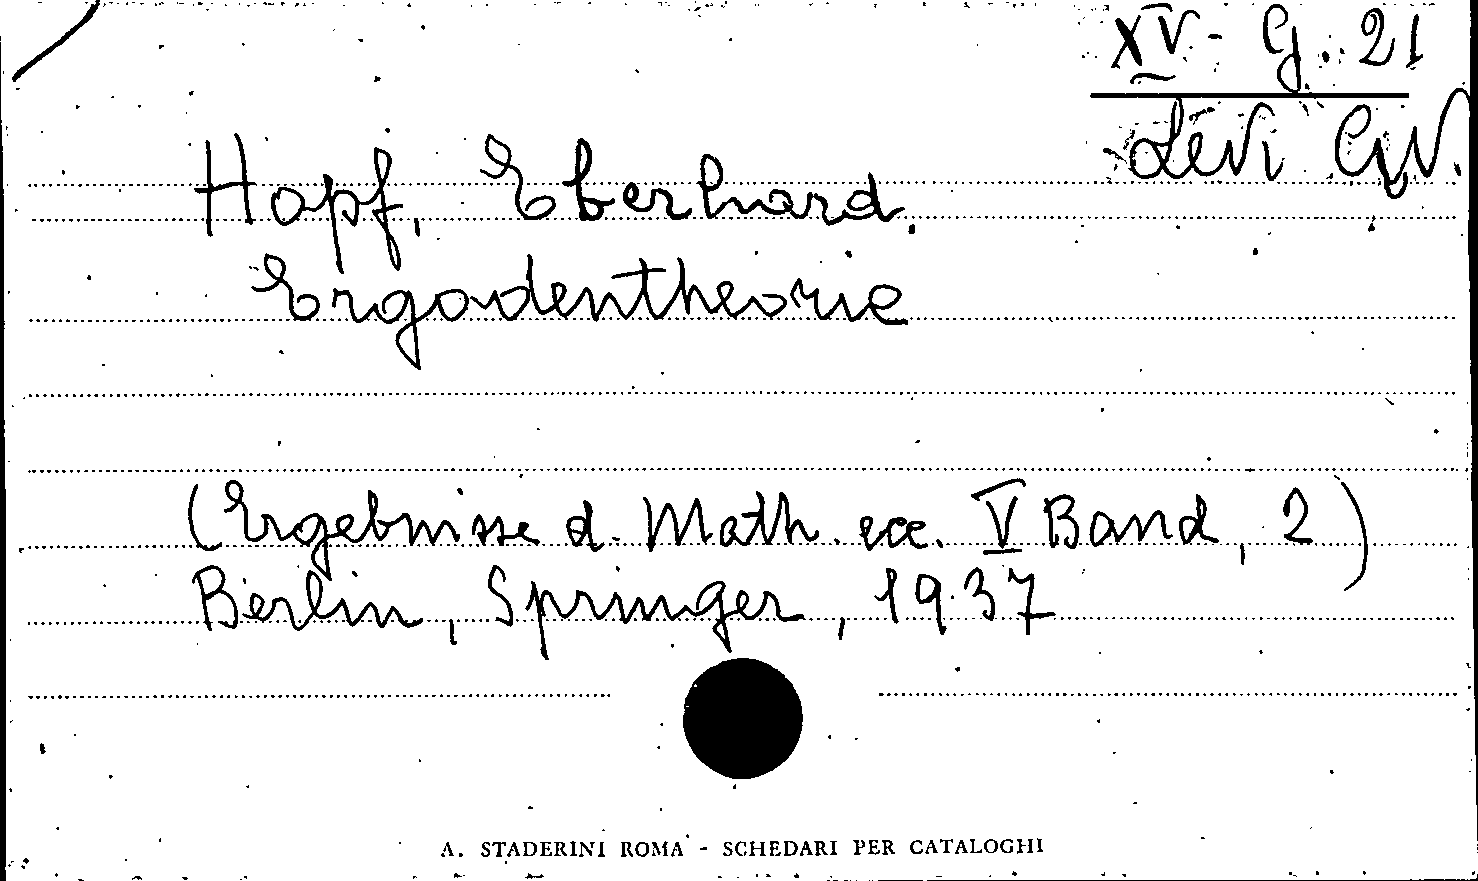 XV - G. 21
Levi Civ.
Hopf, Eberhard.
Ergodentheorie
(Ergebnisse d. Math. ecc. V Band, 2)
Berlin, Springer, 1937
A. STADERINI ROMA - SCHEDARI PER CATALOGHI